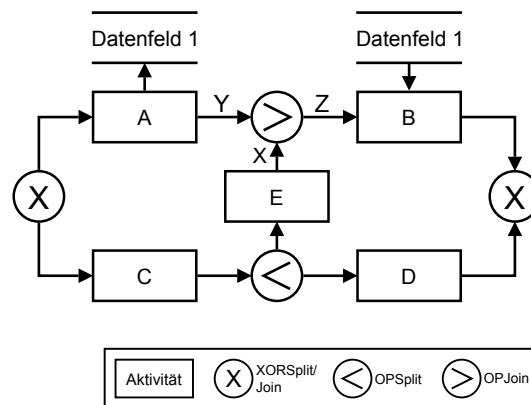 Datenfeld 1
Datenfeld 1
A
Y
>
Z
B
X
X
E
X
C
<
D
Aktivität
X
XORSplit/
Join
<
OPSplit
>
OPJoin